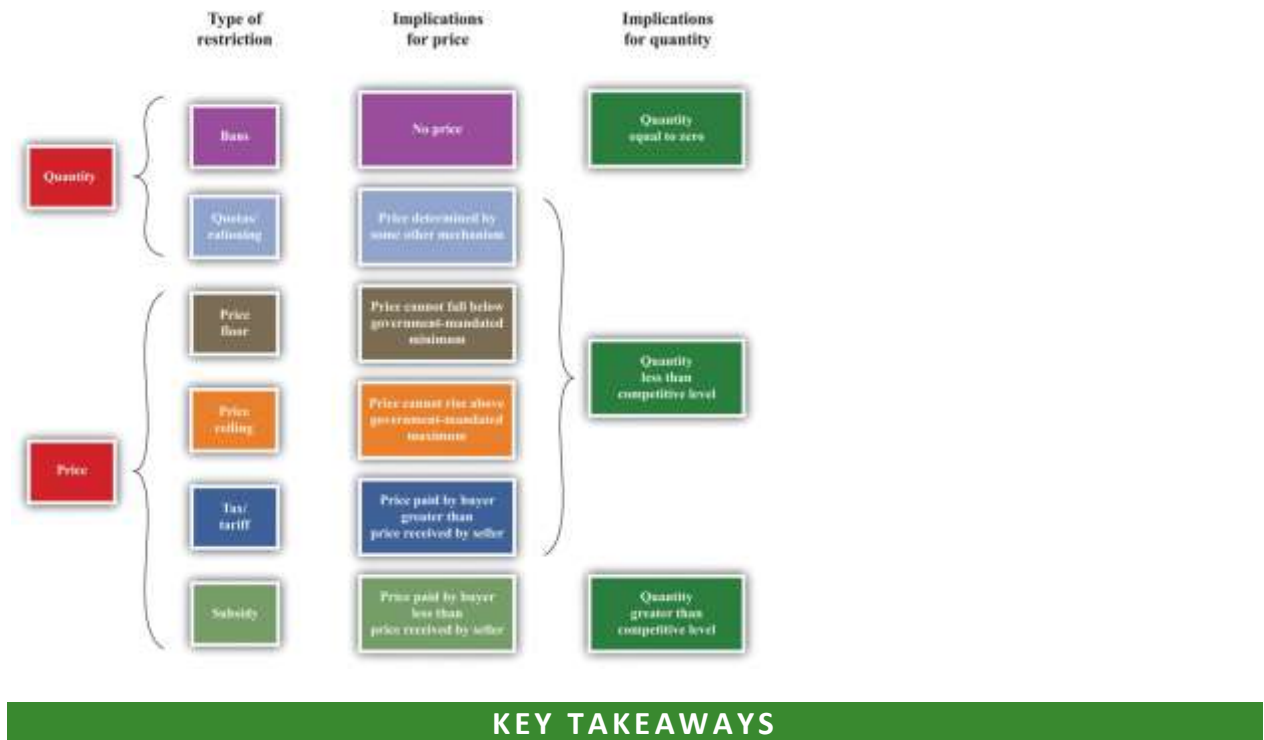 Type of
restriction
Implications
for price
Implications
for quantity
Quantity
Bans
No price
Quantity
equal to zero
Quotas/
rationing
Price determined by
some other mechanism
Price
floor
Price cannot fall below
government-mandated
minimum
Quantity
less than
competitive level
Price
Price
ceiling
Price cannot rise above
government-mandated
maximum
Tax/
tariff
Price paid by buyer
greater than
price received by seller
Subsidy
Price paid by buyer
less than
price received by seller
Quantity
greater than
competitive level
KEY TAKEAWAYS